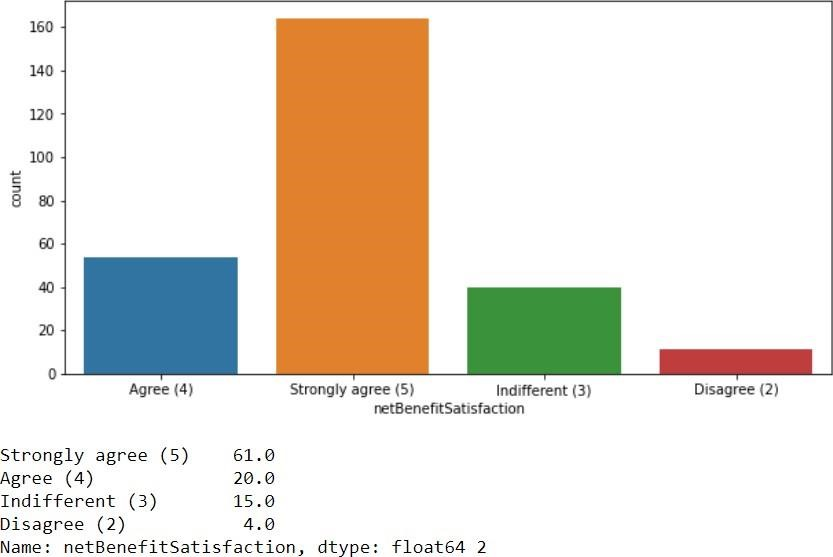 160
140
120
100
80
60
40
20
0
count
Agree (4) Strongly agree (5) Indifferent (3) Disagree (2)
netBenefitSatisfaction
Strongly agree (5) 61.0
Agree (4) 20.0
Indifferent (3) 15.0
Disagree (2) 4.0
Name: netBenefitSatisfaction, dtype: float64 2